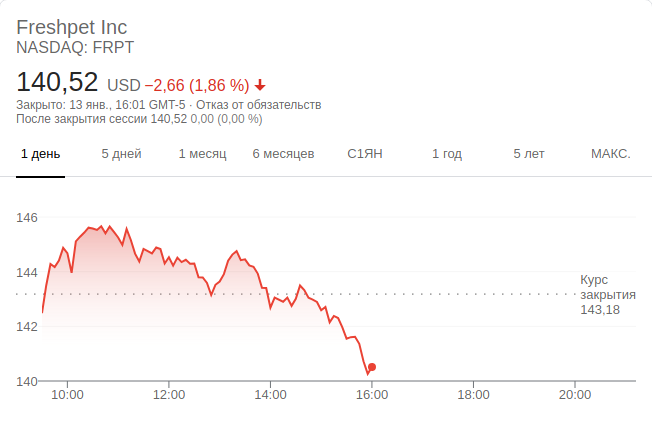 Freshpet Inc
NASDAQ: FRPT
140,52 USD −2,66 (1,86 %)
Закрыто: 13 янв., 16:01 GMT-5 · Отказ от обязательств
После закрытия сессии 140,52 0,00 (0,00 %)
1 день 5 дней 1 месяц 6 месяцев С1ЯН 1 год 5 лет МАКС.
146
144
Курс
закрытия
143,18
142
140
10:00 12:00 14:00 16:00 18:00 20:00